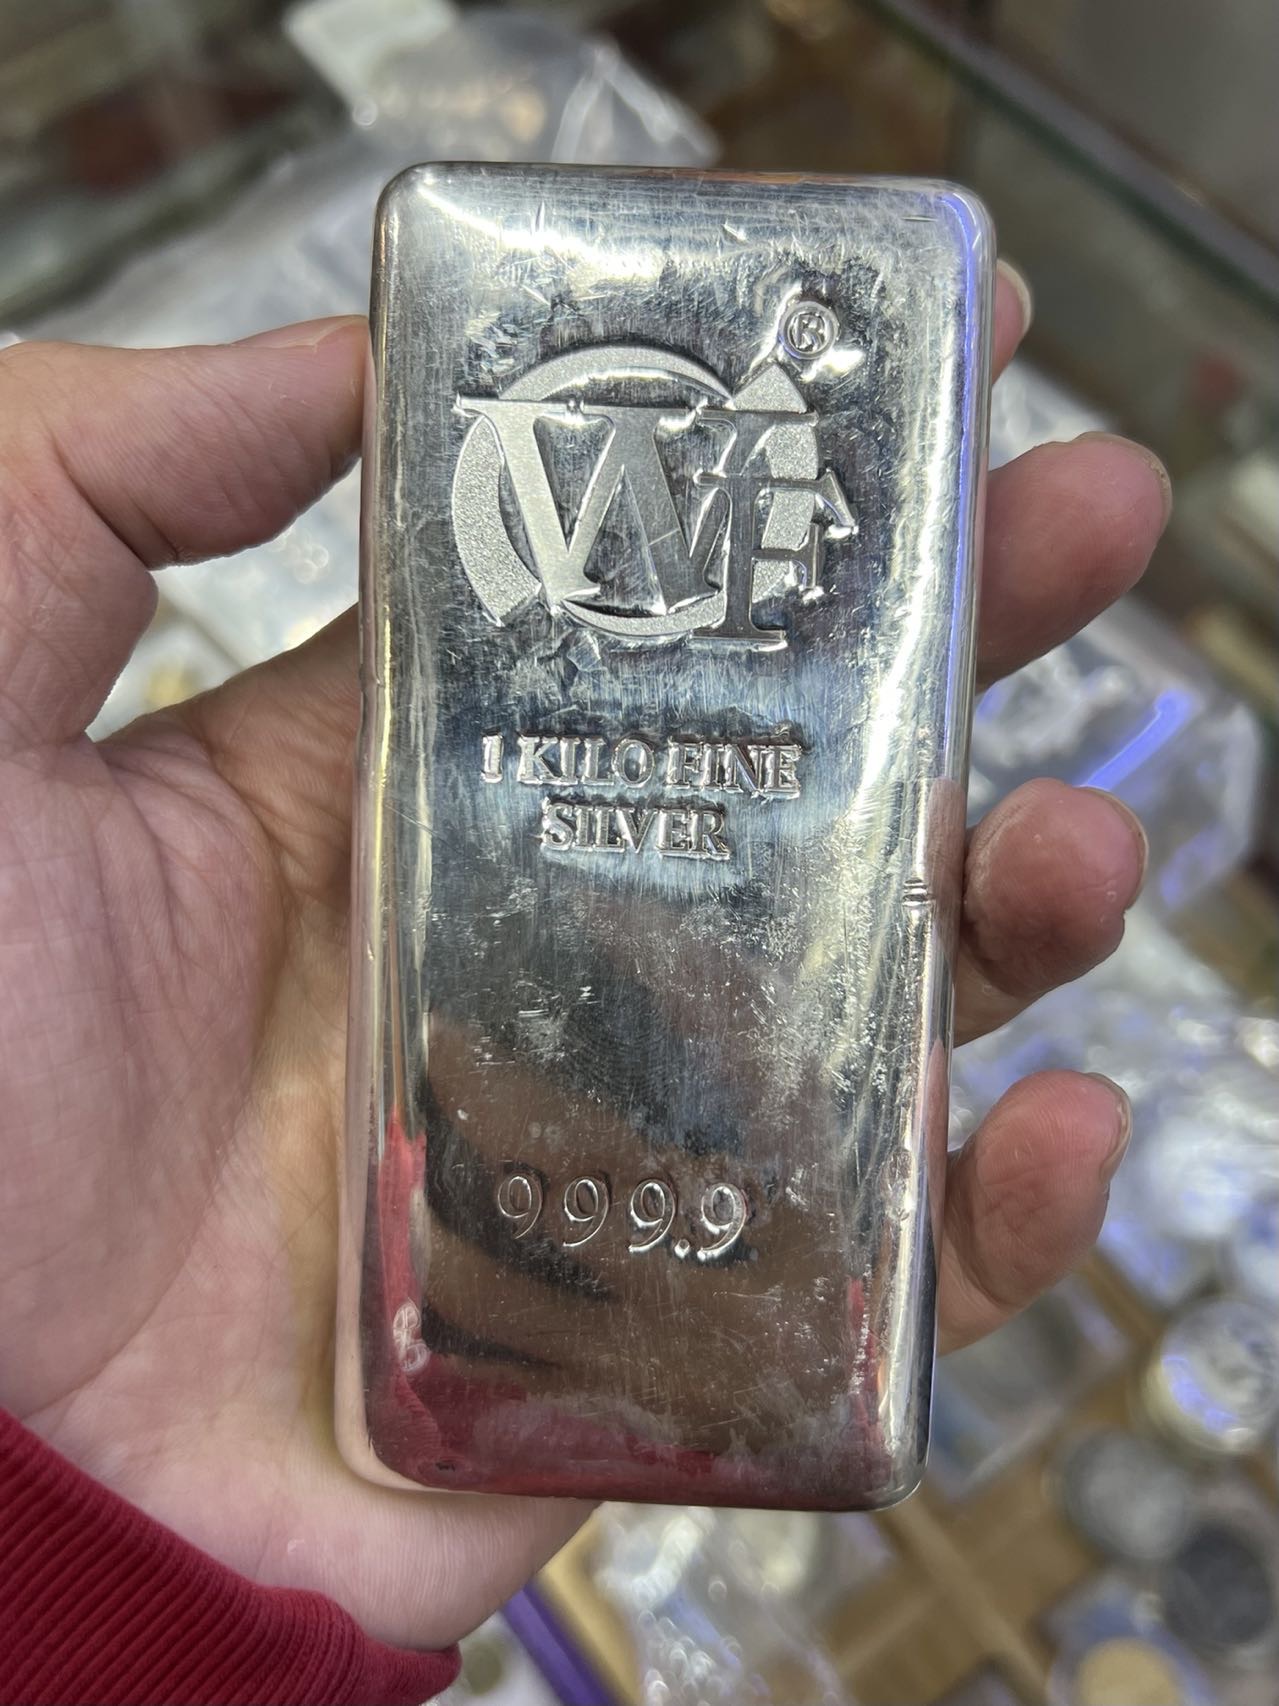 ®
WF
1 KILO FINE
SILVER
999.9